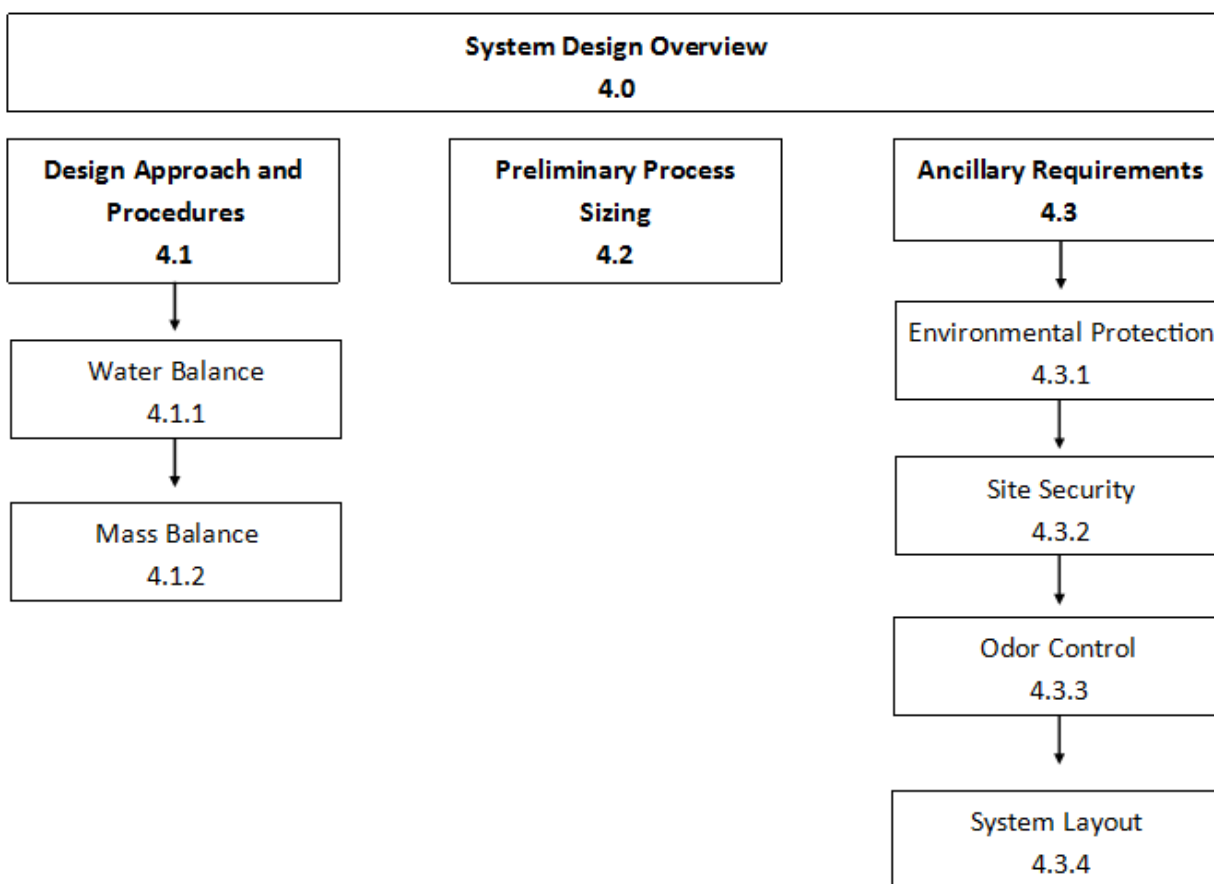 System Design Overview
4.0
Design Approach and
Procedures
4.1
Water Balance
4.1.1
Mass Balance
4.1.2
Preliminary Process
Sizing
4.2
Ancillary Requirements
4.3
Environmental Protection
4.3.1
Site Security
4.3.2
Odor Control
4.3.3
System Layout
4.3.4